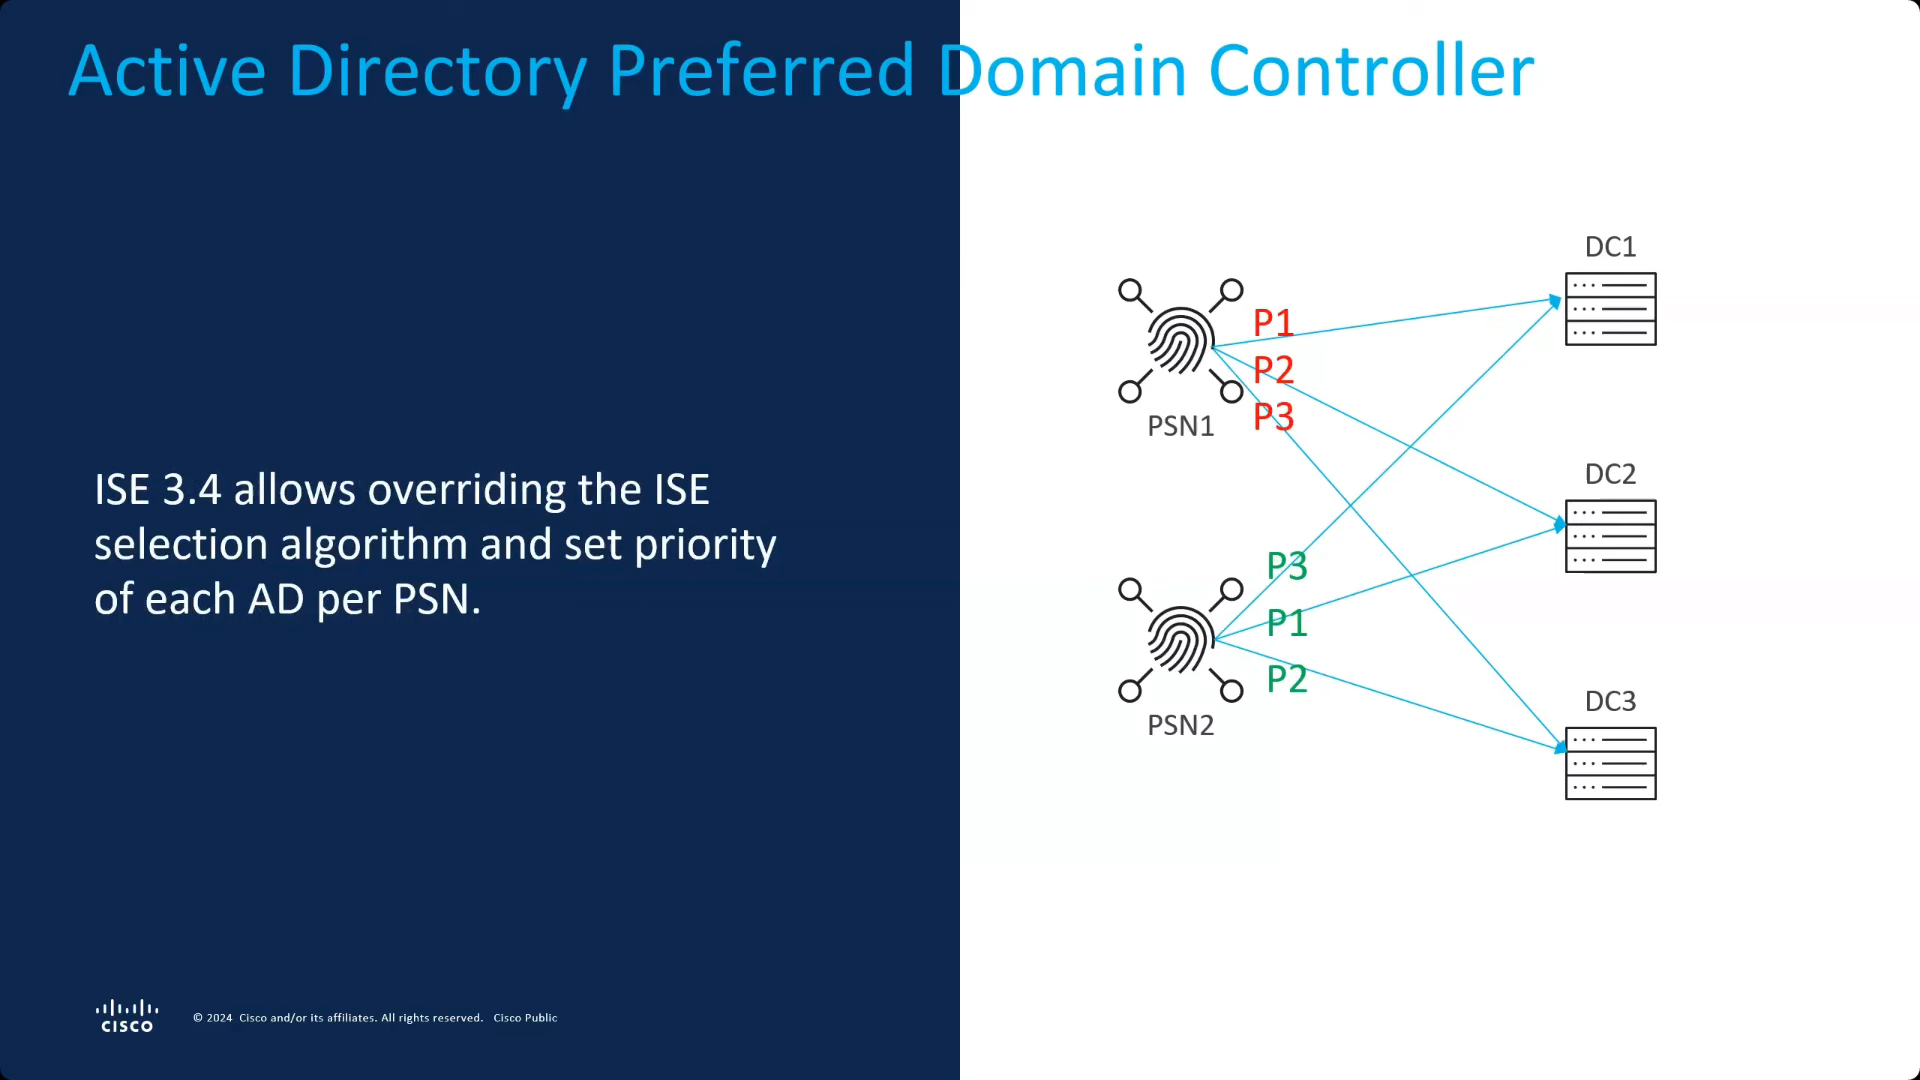 Active Directory Preferred Domain Controller
ISE 3.4 allows overriding the ISE
selection algorithm and set priority
of each AD per PSN.
DC1
P1
P2
P3
PSN1
DC2
P3
P1
P2
PSN2
DC3
CISCO
© 2024 Cisco and/or its affiliates. All rights reserved. Cisco Public